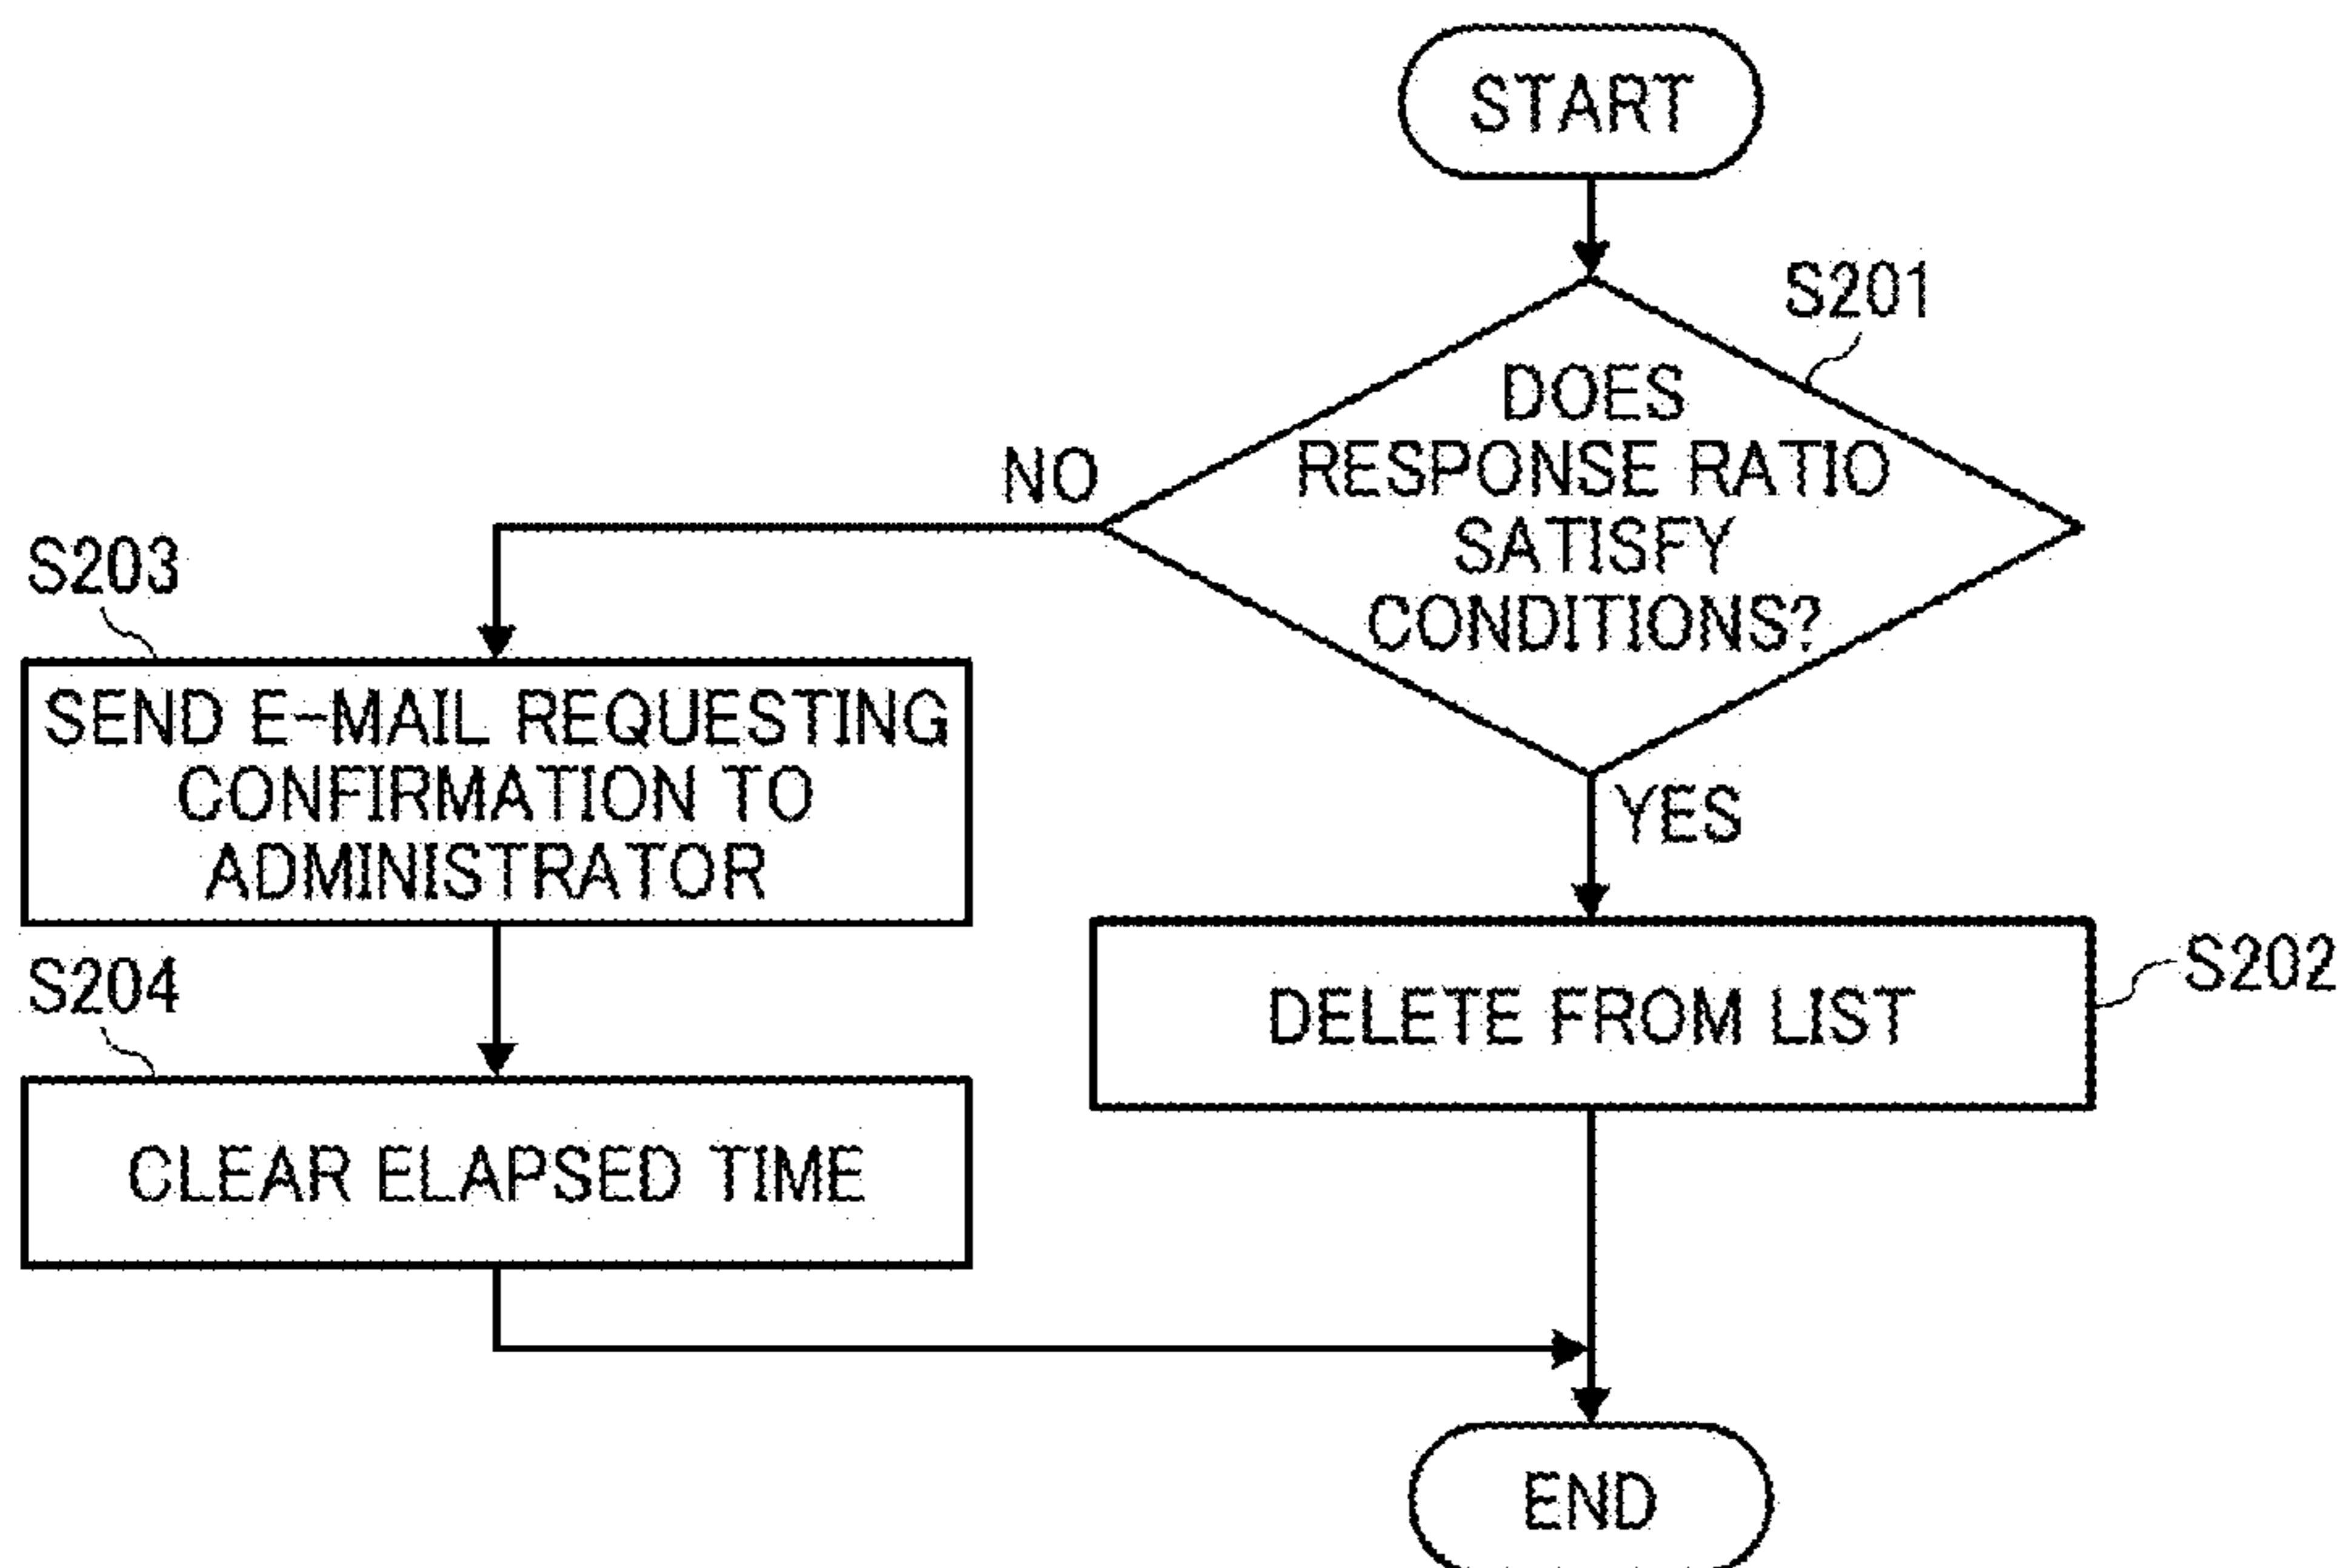 START
S201
DOES
RESPONSE RATIO
SATISFY
CONDITIONS?
NO
YES
S203
SEND E-MAIL REQUESTING
CONFIRMATION TO
ADMINISTRATOR
S204
CLEAR ELAPSED TIME
DELETE FROM LIST
S202
END